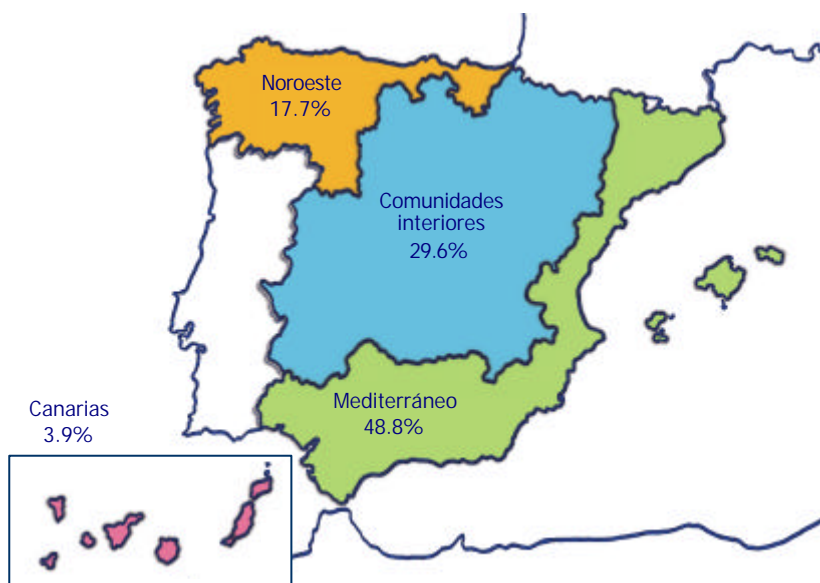 Noroeste
17.7%
Comunidades
interiores
29.6%
Mediterráneo
48.8%
Canarias
3.9%